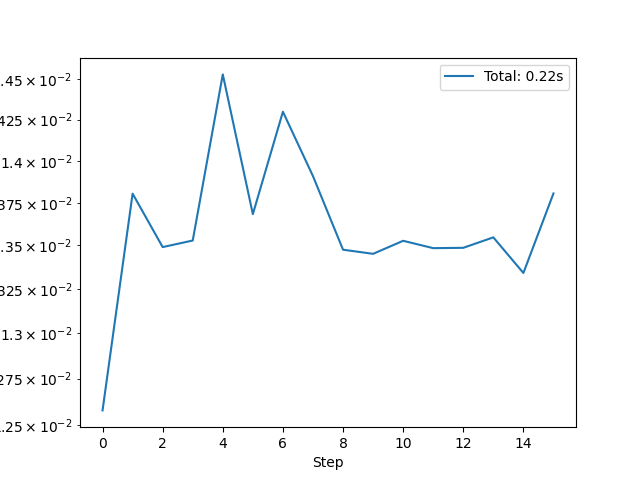 .45 × 10⁻²
425 × 10⁻²
1.4 × 10⁻²
375 × 10⁻²
.35 × 10⁻²
325 × 10⁻²
1.3 × 10⁻²
275 × 10⁻²
.25 × 10⁻²
Total: 0.22s
0 2 4 6 8 10 12 14
Step